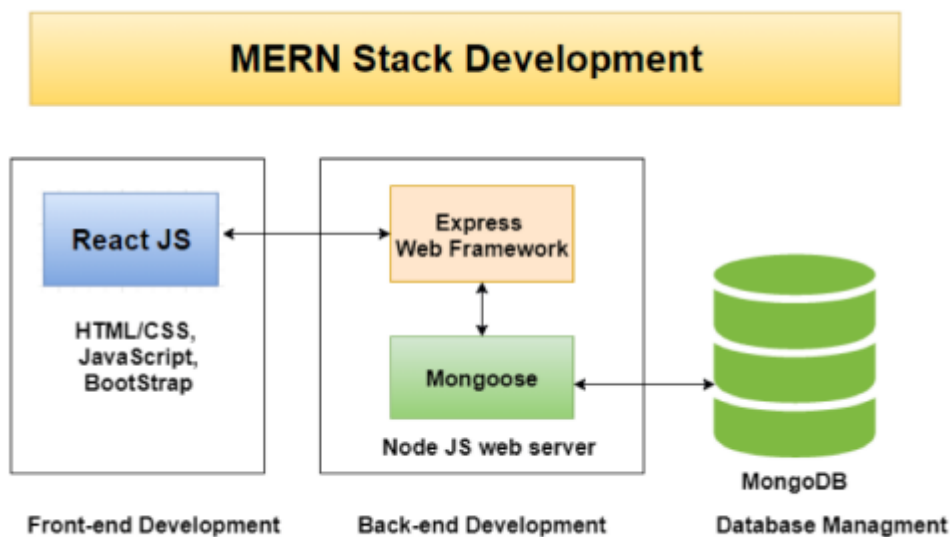 MERN Stack Development
React JS
HTML/CSS,
JavaScript,
BootStrap
Express
Web Framework
Mongoose
Node JS web server
MongoDB
Front-end Development
Back-end Development
Database Managment